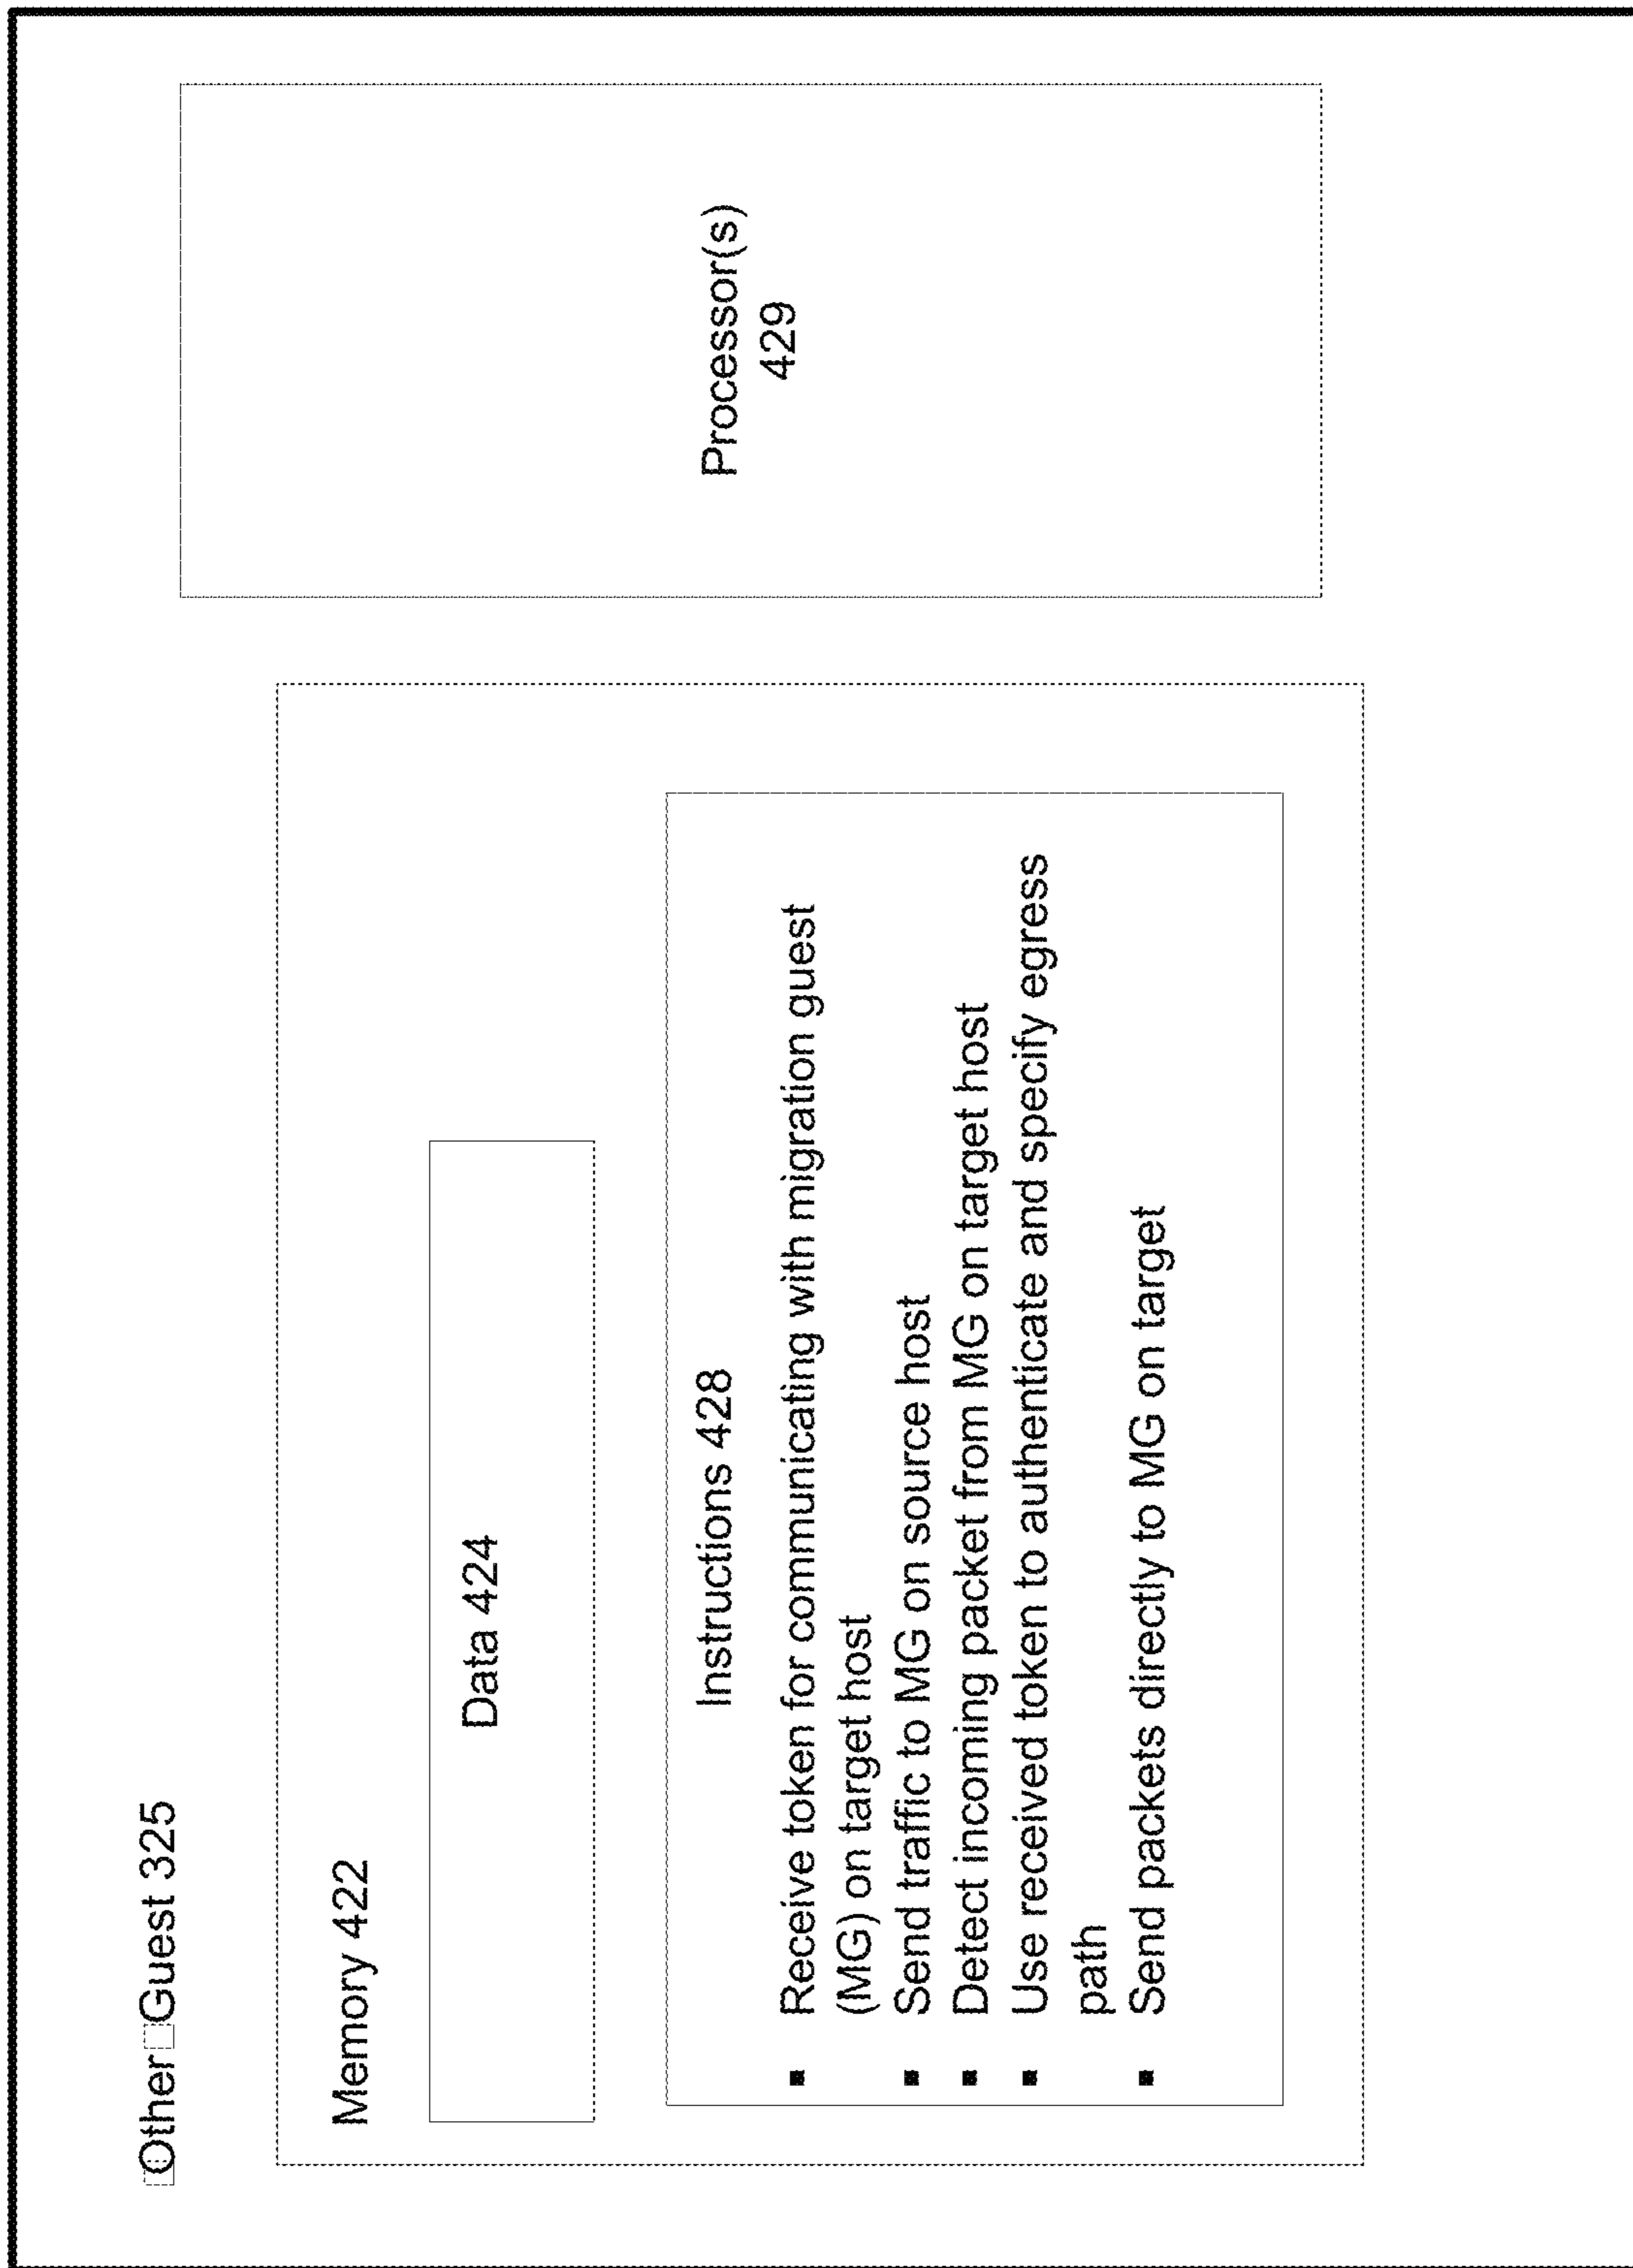 Other Guest 325
Memory 422
Data 424
Instructions 428
▪ Receive token for communicating with migration guest
(MG) on target host
▪ Send traffic to MG on source host
▪ Detect incoming packet from MG on target host
▪ Use received token to authenticate and specify egress
path
▪ Send packets directly to MG on target
Processor(s)
429